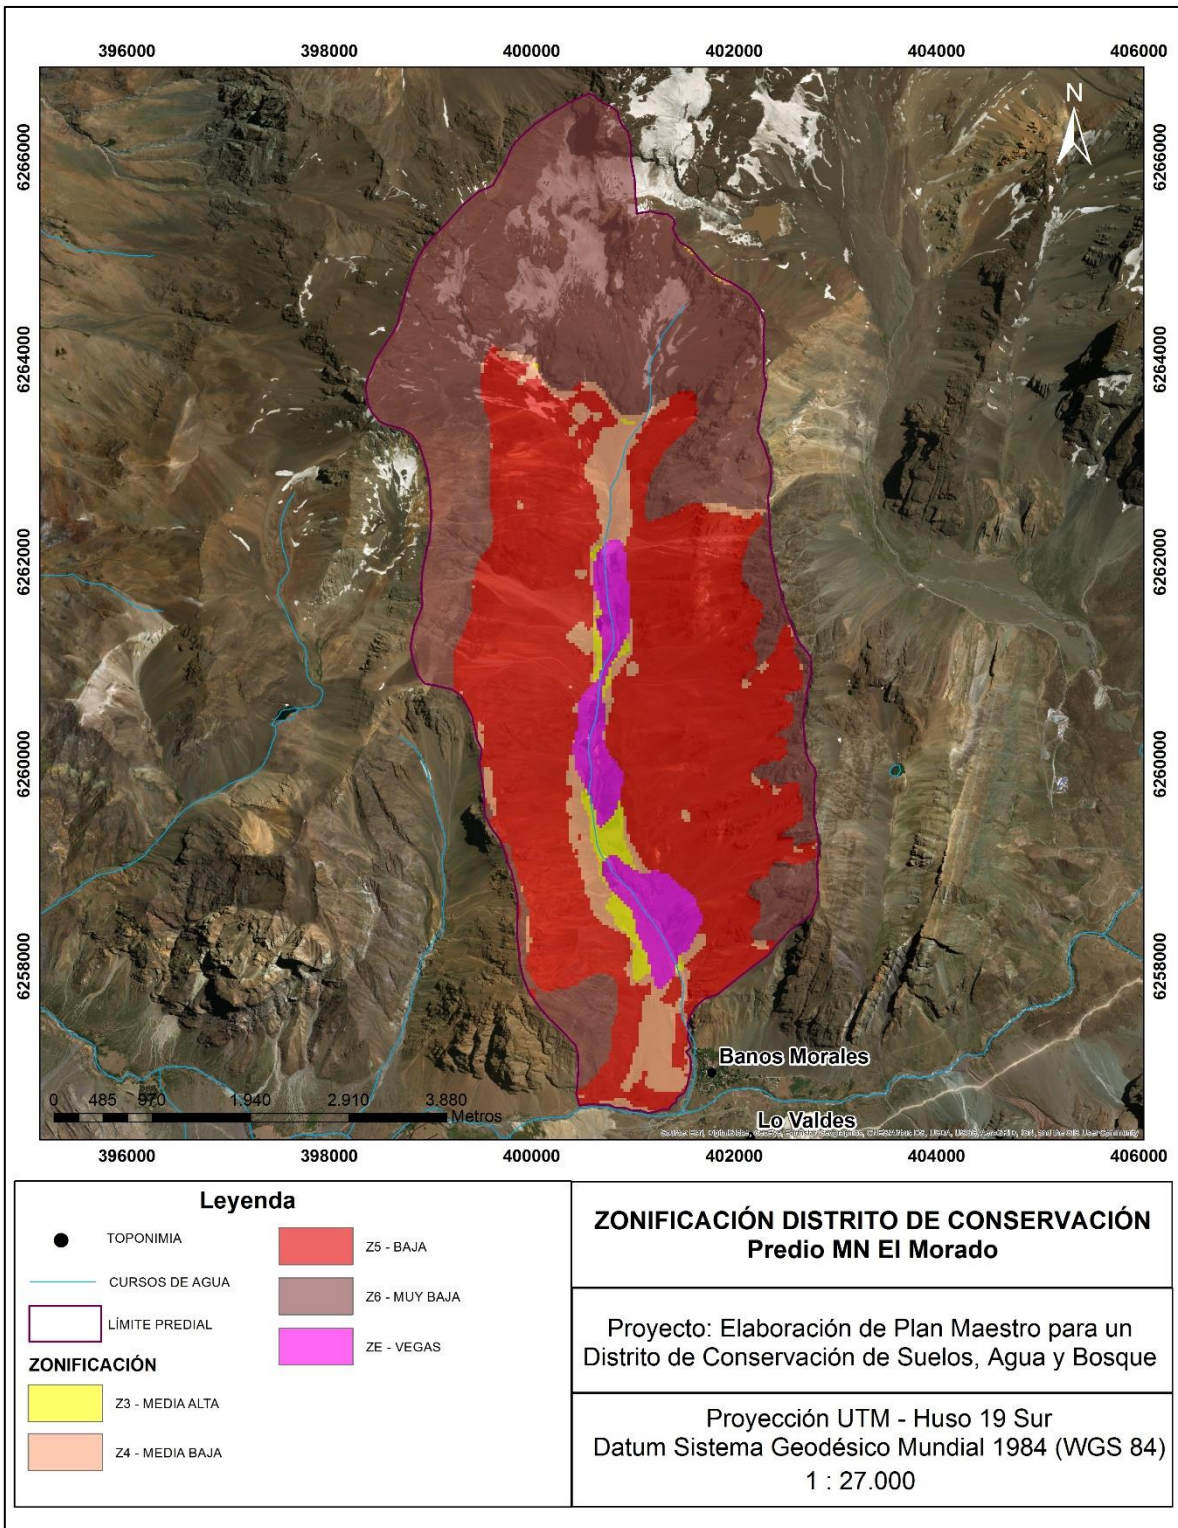 396000 398000 400000 402000 404000 406000
N
6266000 6266000
6264000 6264000
6262000 6262000
6260000 6260000
6258000 6258000
Banos Morales
0 485 970 1.940 2.910 3.880
Metros
Lo Valdes
396000 398000 400000 402000 404000 406000
Leyenda
TOPONIMIA
CURSOS DE AGUA
LÍMITE PREDIAL
ZONIFICACIÓN
Z3 - MEDIA ALTA
Z4 - MEDIA BAJA
Z5 - BAJA
Z6 - MUY BAJA
ZE - VEGAS
ZONIFICACIÓN DISTRITO DE CONSERVACIÓN
Predio MN El Morado
Proyecto: Elaboración de Plan Maestro para un
Distrito de Conservación de Suelos, Agua y Bosque
Proyección UTM - Huso 19 Sur
Datum Sistema Geodésico Mundial 1984 (WGS 84)
1 : 27.000